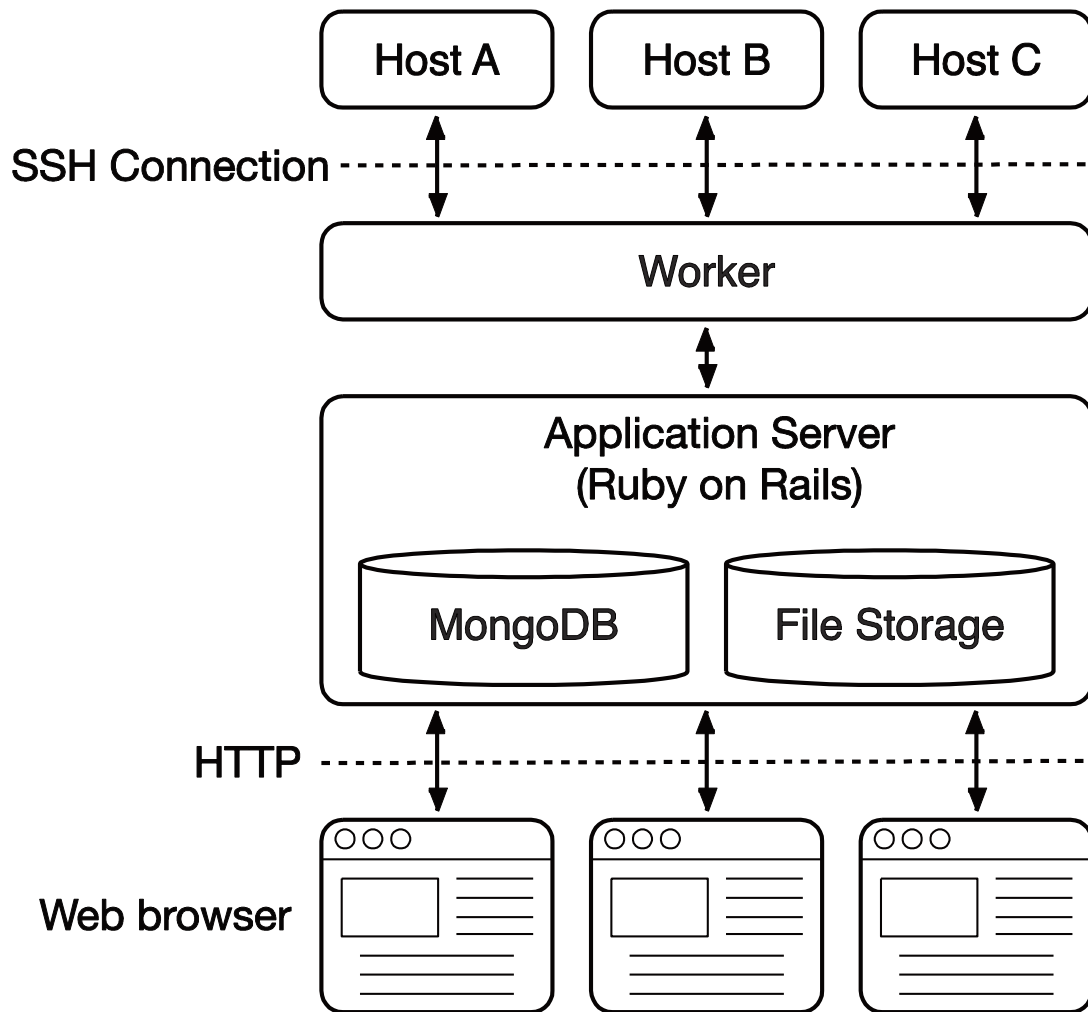 Host A
Host B
Host C
SSH Connection
Worker
Application Server
(Ruby on Rails)
MongoDB
File Storage
HTTP
Web browser